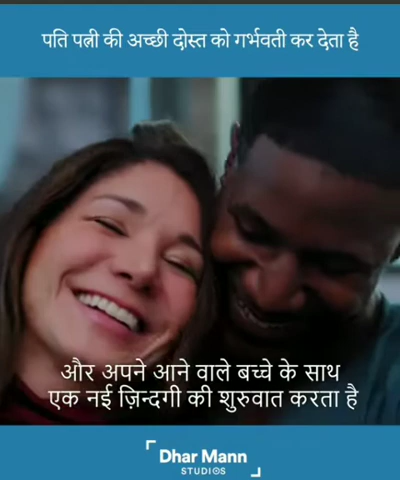 पति पत्नी की अच्छी दोस्त को गर्भवती कर देता है
और अपने आने वाले बच्चे के साथ
एक नई ज़िन्दगी की शुरुवात करता है
Dhar Mann
STUDIOS